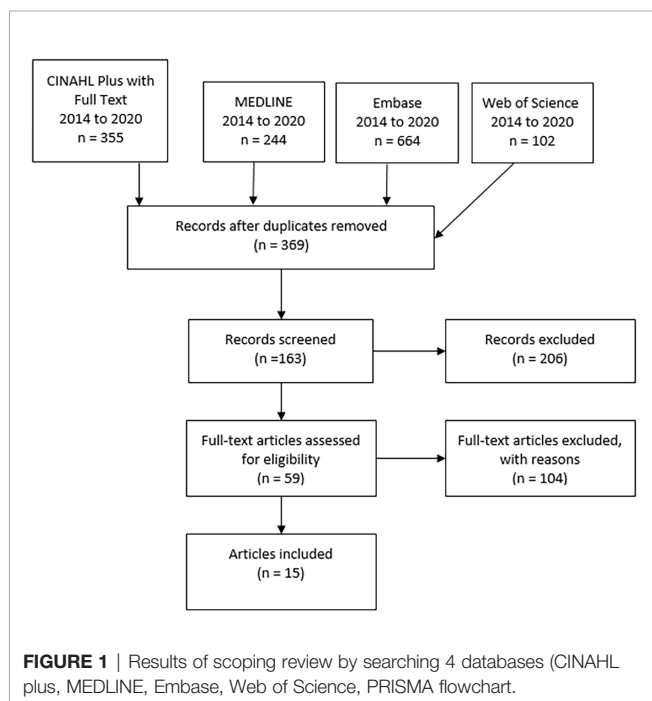 CINAHL Plus with
Full Text
2014 to 2020
n = 355
MEDLINE
2014 to 2020
n = 244
Embase
2014 to 2020
n = 664
Web of Science
2014 to 2020
n = 102
Records after duplicates removed
(n = 369)
Records screened
(n =163)
Records excluded
(n = 206)
Full-text articles assessed
for eligibility
(n = 59)
Full-text articles excluded,
with reasons
(n = 104)
Articles included
(n = 15)
FIGURE 1 | Results of scoping review by searching 4 databases (CINAHL
plus, MEDLINE, Embase, Web of Science, PRISMA flowchart.